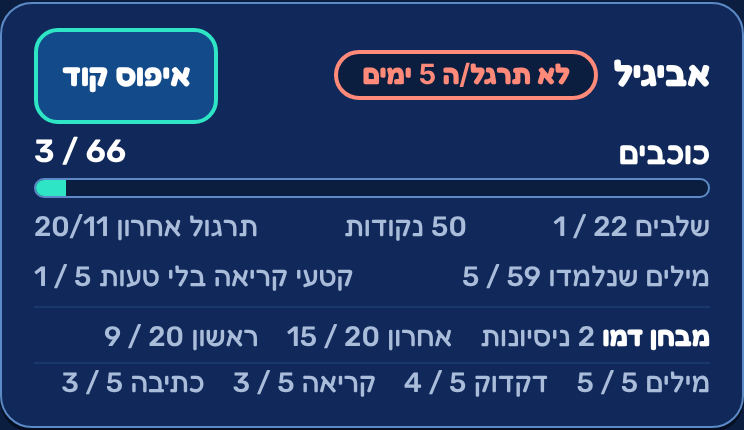 אביגיל לא תרגל/ה 5 ימים איפוס קוד
כוכבים 3 / 66
שלבים 1 / 22 50 נקודות תרגול אחרון 20/11
מילים שנלמדו 5 / 59 קטעי קריאה בלי טעות 1 / 5
מבחן דמו 2 ניסיונות אחרון 15 / 20 ראשון 9 / 20
מילים 5 / 5 דקדוק 4 / 5 קריאה 3 / 5 כתיבה 3 / 5